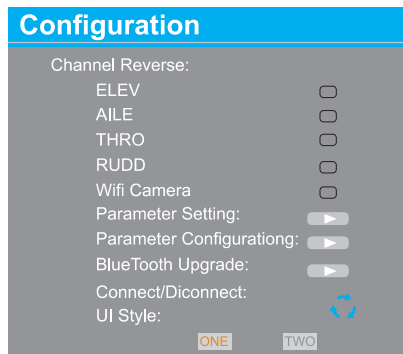 Configuration
Channel Reverse:
ELEV
AILE
THRO
RUDD
Wifi Camera
Parameter Setting:
Parameter Configurationg:
BlueTooth Upgrade:
Connect/Diconnect:
UI Style:
ONE TWO